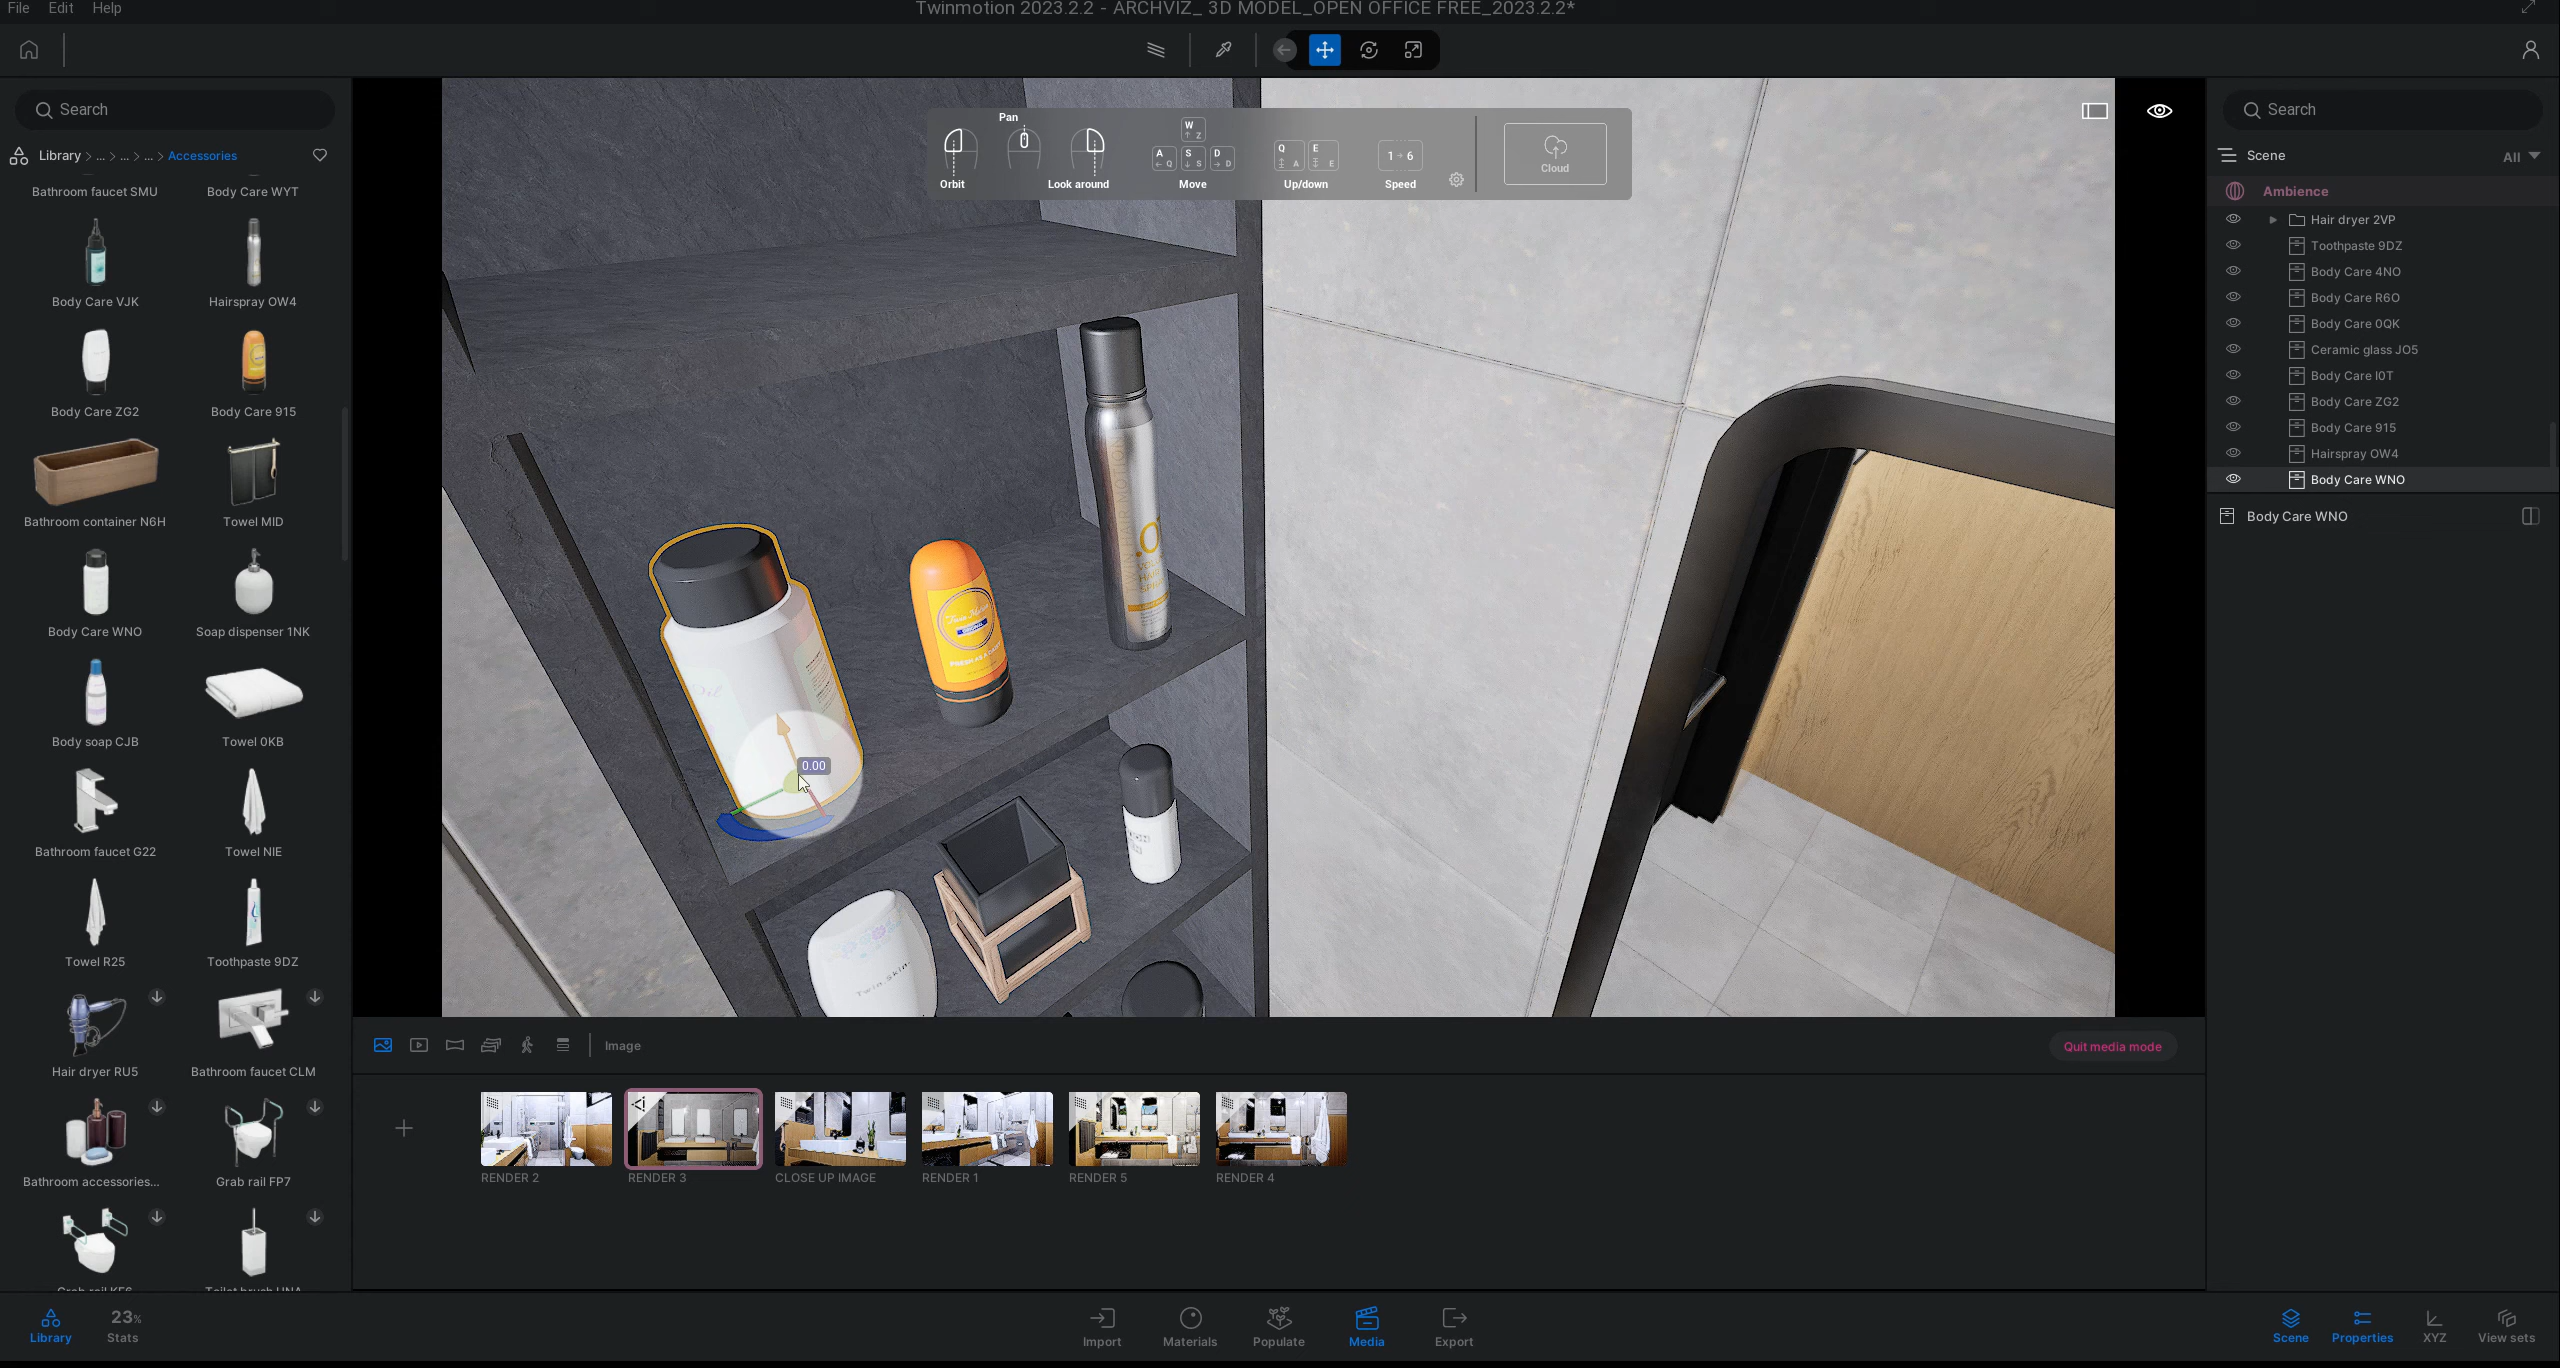 File Edit Help
Twinmotion 2023.2.2 - ARCHVIZ_ 3D MODEL_OPEN OFFICE FREE_2023.2.2*
Search
Library > ... > ... > ... > Accessories
Bathroom faucet SMU
Body Care WYT
Body Care VJK
Hairspray OW4
Body Care ZG2
Body Care 915
Bathroom container N6H
Towel MID
Body Care WNO
Soap dispenser 1NK
Body soap CJB
Towel 0KB
Bathroom faucet G22
Towel NIE
Towel R25
Toothpaste 9DZ
Hair dryer RU5
Bathroom faucet CLM
Bathroom accessories...
Grab rail FP7
Library
23%
Stats
Pan
Orbit
Look around
W
Z
A
Q
S
S
D
D
Move
Q
A
E
E
Up/down
1 → 6
Speed
Cloud
0.00
Twin Skin
Image
Quit media mode
RENDER 2
RENDER 3
CLOSE UP IMAGE
RENDER 1
RENDER 5
RENDER 4
Import
Materials
Populate
Media
Export
Search
Scene
All
Ambience
Hair dryer 2VP
Toothpaste 9DZ
Body Care 4NO
Body Care R6O
Body Care 0QK
Ceramic glass JO5
Body Care I0T
Body Care ZG2
Body Care 915
Hairspray OW4
Body Care WNO
Body Care WNO
Scene
Properties
XYZ
View sets